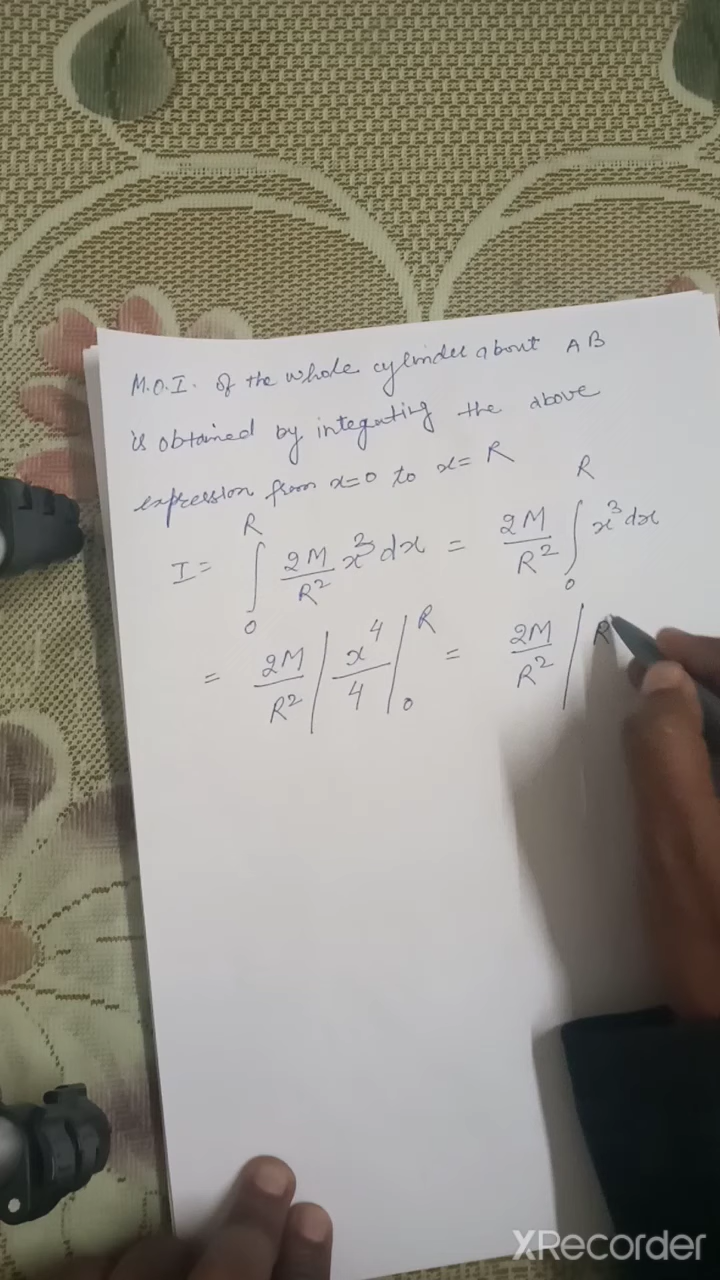 M.O.I. of the whole cylinder about AB
is obtained by integrating the above
expression from x=0 to x= R
I = ∫₀ᴿ 2M/R² x³ dx = 2M/R² ∫₀ᴿ x³ dx
= 2M/R² | x⁴/4 |₀ᴿ = 2M/R² | R
XRecorder